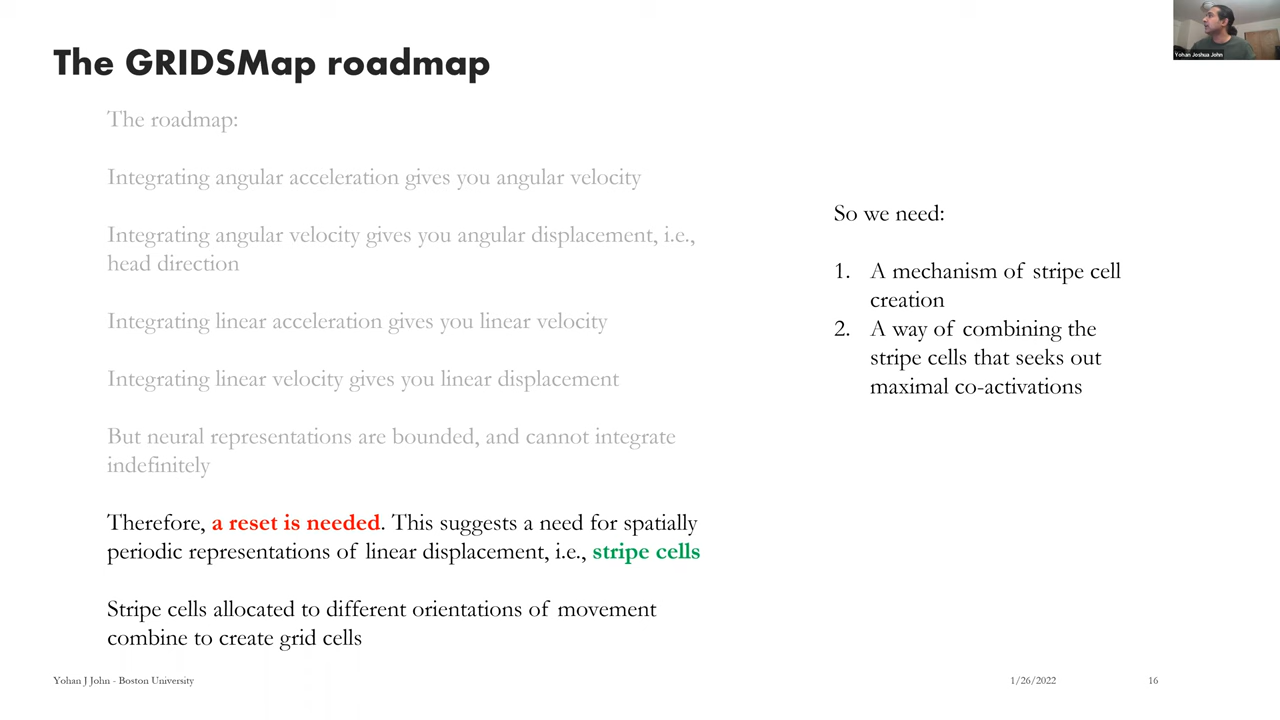 The GRIDSMap roadmap
Yohan Joshua John
The roadmap:
Integrating angular acceleration gives you angular velocity
Integrating angular velocity gives you angular displacement, i.e.,
head direction
Integrating linear acceleration gives you linear velocity
Integrating linear velocity gives you linear displacement
But neural representations are bounded, and cannot integrate
indefinitely
Therefore, a reset is needed. This suggests a need for spatially
periodic representations of linear displacement, i.e., stripe cells
Stripe cells allocated to different orientations of movement
combine to create grid cells
So we need:
1. A mechanism of stripe cell
creation
2. A way of combining the
stripe cells that seeks out
maximal co-activations
Yohan J John - Boston University
1/26/2022
16